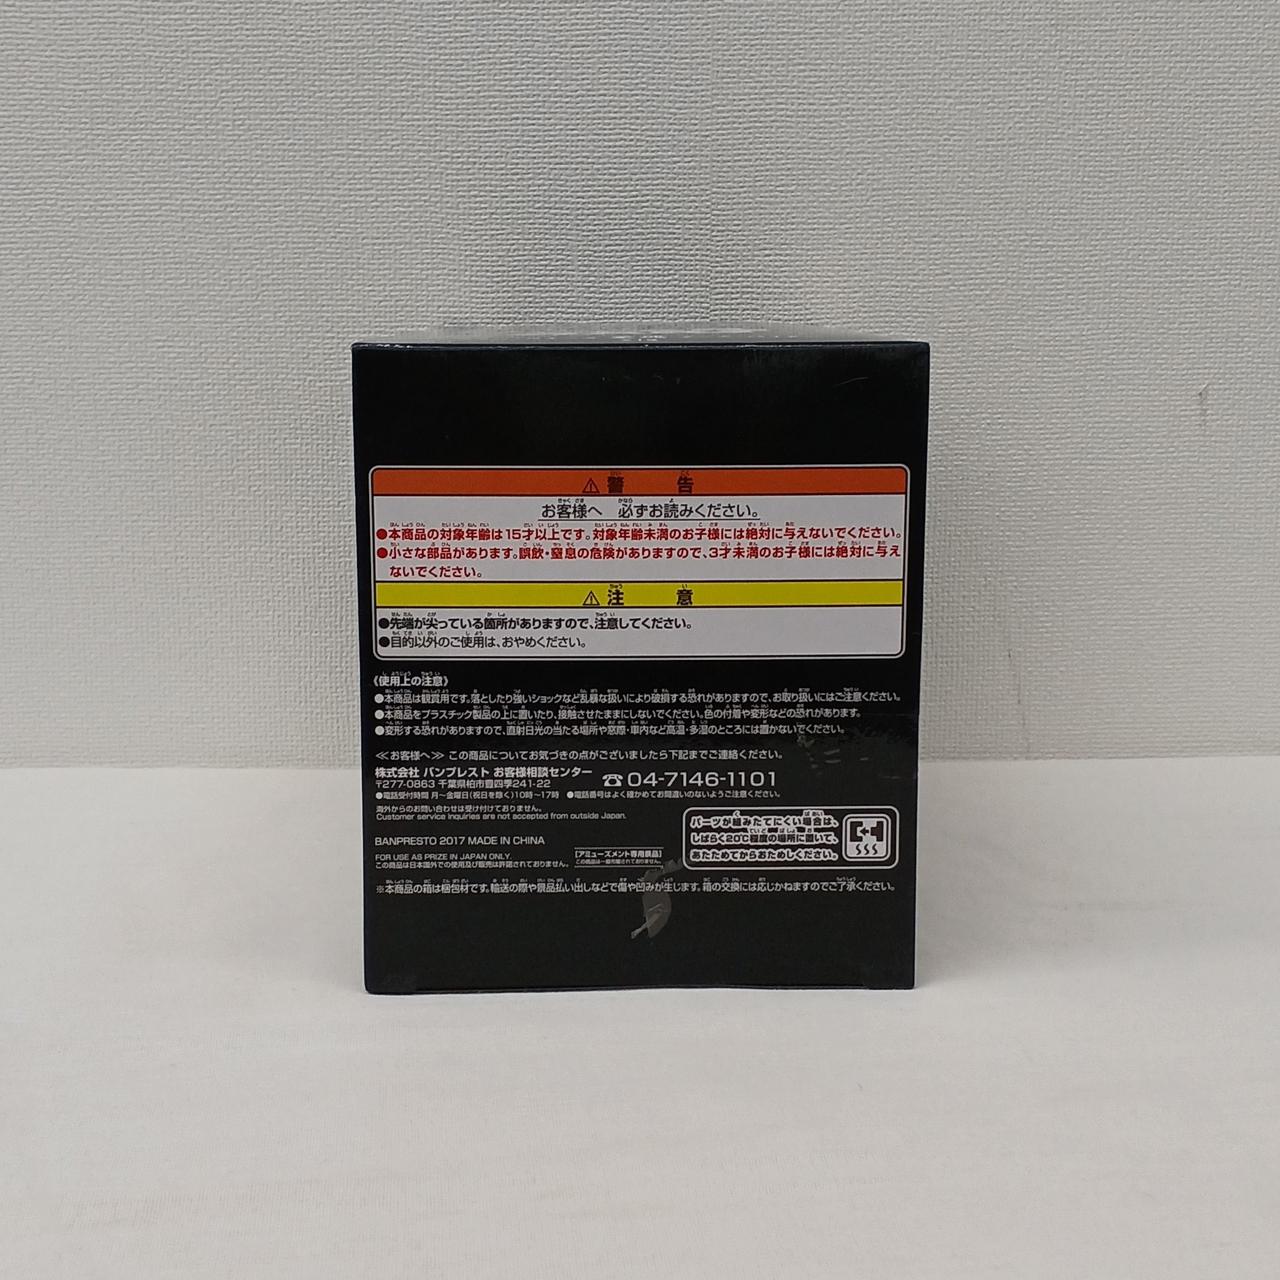 ⚠警告
お客様へ 必ずお読みください。
●本商品の対象年齢は15才以上です。対象年齢未満のお子様には絶対に与えないでください。
●小さな部品があります。誤飲・窒息の危険がありますので、3才未満のお子様には絶対に与え
ないでください。
⚠注意
●先端が尖っている箇所がありますので、注意してください。
●目的以外のご使用は、おやめください。
《使用上の注意》
●本商品は観賞用です。落としたり強いショックなど乱暴な扱いにより破損する恐れがありますので、お取り扱いにはご注意ください。
●本商品をプラスチック製品の上に置いたり、接触させたままにしないでください。色の付着や変形などの恐れがあります。
●変形する恐れがありますので、直射日光の当たる場所や窓際・車内など高温・多湿のところには置かないでください。
≪お客様へ≫ この商品についてお気づきの点がございましたら下記までご連絡ください。
株式会社 バンプレスト お客様相談センター
〒277-0863 千葉県柏市豊四季241-22
☎04-7146-1101
●電話受付時間 月〜金曜日(祝日を除く)10時〜17時 ●電話番号はよく確かめてお間違いのないようご注意ください。
海外からのお問い合わせは受け付けておりません。
Customer service inquiries are not accepted from outside Japan.
BANPRESTO 2017 MADE IN CHINA
FOR USE AS PRIZE IN JAPAN ONLY.
この商品は日本国外での使用及び販売は許諾されておりません。
[アミューズメント専用景品]
この商品は一般市販されておりません。
パーツが組みたてにくい場合は、
しばらく20℃程度の場所に置いて、
あたためてからおためしください。
※本商品の箱は梱包材です。輸送の際や景品払い出しなどで傷や凹みが生じます。箱の交換には応じかねますのでご了承ください。